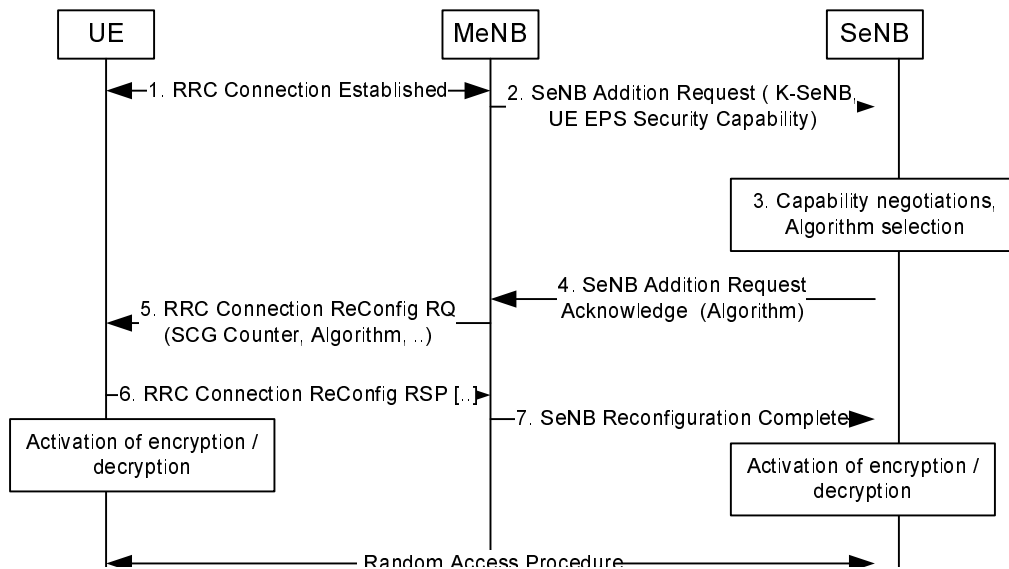 UE
MeNB
SeNB
1. RRC Connection Established
2. SeNB Addition Request ( K-SeNB,
UE EPS Security Capability)
3. Capability negotiations,
Algorithm selection
4. SeNB Addition Request
Acknowledge (Algorithm)
5. RRC Connection ReConfig RQ
(SCG Counter, Algorithm, ..)
6. RRC Connection ReConfig RSP [..]
7. SeNB Reconfiguration Complete
Activation of encryption /
decryption
Activation of encryption /
decryption
Random Access Procedure